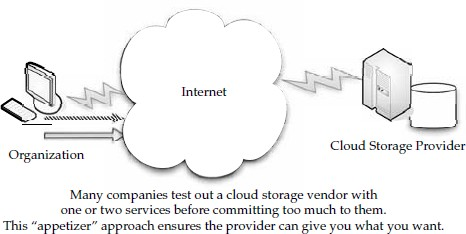 Internet
Organization
Cloud Storage Provider
Many companies test out a cloud storage vendor with
one or two services before committing too much to them.
This “appetizer” approach ensures the provider can give you what you want.